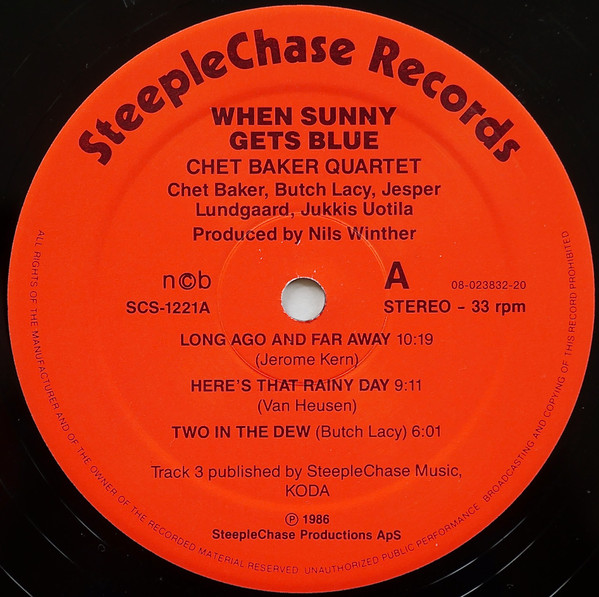 SteepleChase Records
WHEN SUNNY
GETS BLUE
CHET BAKER QUARTET
Chet Baker, Butch Lacy, Jesper
Lundgaard, Jukkis Uotila
Produced by Nils Winther
n©b
A
08-023832-20
SCS-1221A
STEREO – 33 rpm
LONG AGO AND FAR AWAY 10:19
(Jerome Kern)
HERE'S THAT RAINY DAY 9:11
(Van Heusen)
TWO IN THE DEW (Butch Lacy) 6:01
Track 3 published by SteepleChase Music,
KODA
℗ 1986
SteepleChase Productions ApS
ALL RIGHTS OF THE MANUFACTURER AND OF THE OWNER OF THE RECORDED MATERIAL RESERVED. UNAUTHORIZED PUBLIC PERFORMANCE. BROADCASTING AND COPYING OF THIS RECORD PROHIBITED